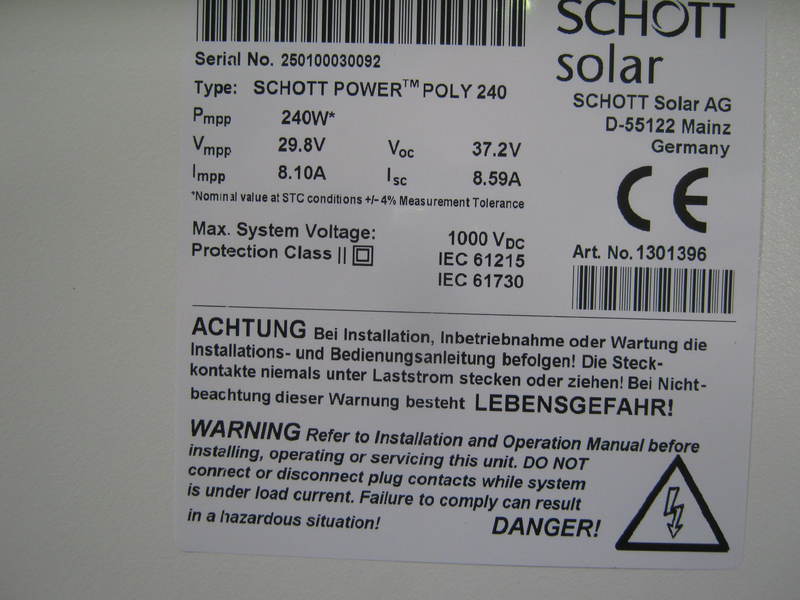 SCHOTT
solar
SCHOTT Solar AG
D-55122 Mainz
Germany
Serial No. 250100030092
Type: SCHOTT POWER™ POLY 240
Pmpp 240W*
Vmpp 29.8V Voc 37.2V
Impp 8.10A Isc 8.59A
*Nominal value at STC conditions +/- 4% Measurement Tolerance
Max. System Voltage: 1000 VDC
Protection Class II IEC 61215
IEC 61730
CE
Art. No. 1301396
ACHTUNG Bei Installation, Inbetriebnahme oder Wartung die
Installations- und Bedienungsanleitung befolgen! Die Steck-
kontakte niemals unter Laststrom stecken oder ziehen! Bei Nicht-
beachtung dieser Warnung besteht LEBENSGEFAHR!
WARNING Refer to Installation and Operation Manual before
installing, operating or servicing this unit. DO NOT
connect or disconnect plug contacts while system
is under load current. Failure to comply can result
in a hazardous situation! DANGER!